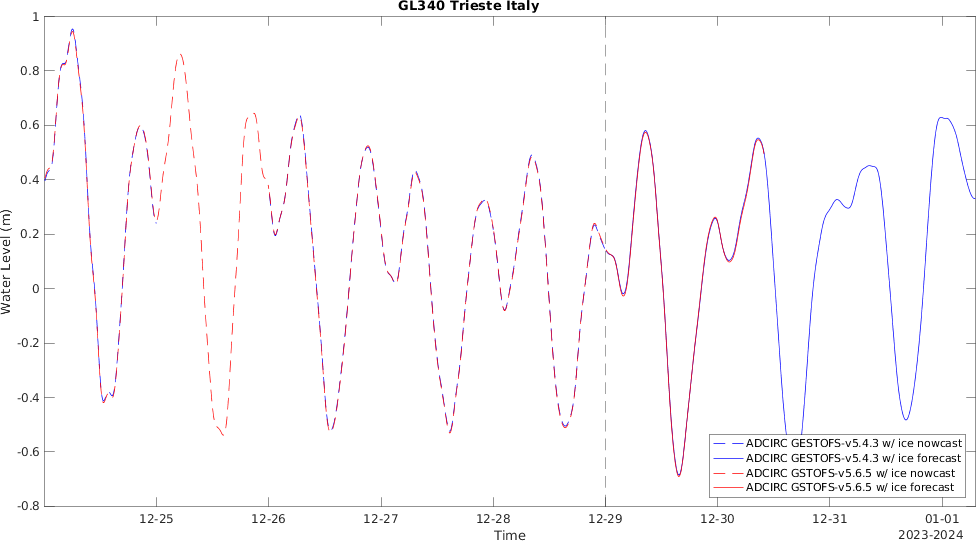 GL340 Trieste Italy
1
0.8
0.6
0.4
0.2
0
-0.2
-0.4
-0.6
-0.8
Water Level (m)
12-25 12-26 12-27 12-28 12-29 12-30 12-31 01-01
Time
2023-2024
ADCIRC GESTOFS-v5.4.3 w/ ice nowcast
ADCIRC GESTOFS-v5.4.3 w/ ice forecast
ADCIRC GSTOFS-v5.6.5 w/ ice nowcast
ADCIRC GSTOFS-v5.6.5 w/ ice forecast